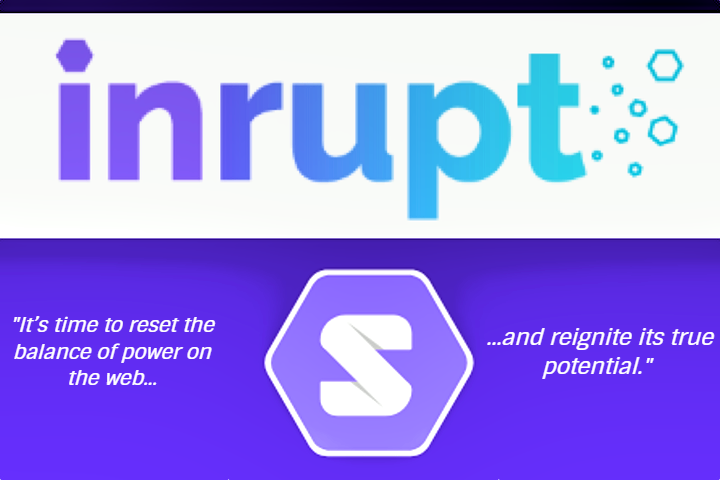 inrupt
"It's time to reset the
balance of power on
the web...
S
...and reignite its true
potential."